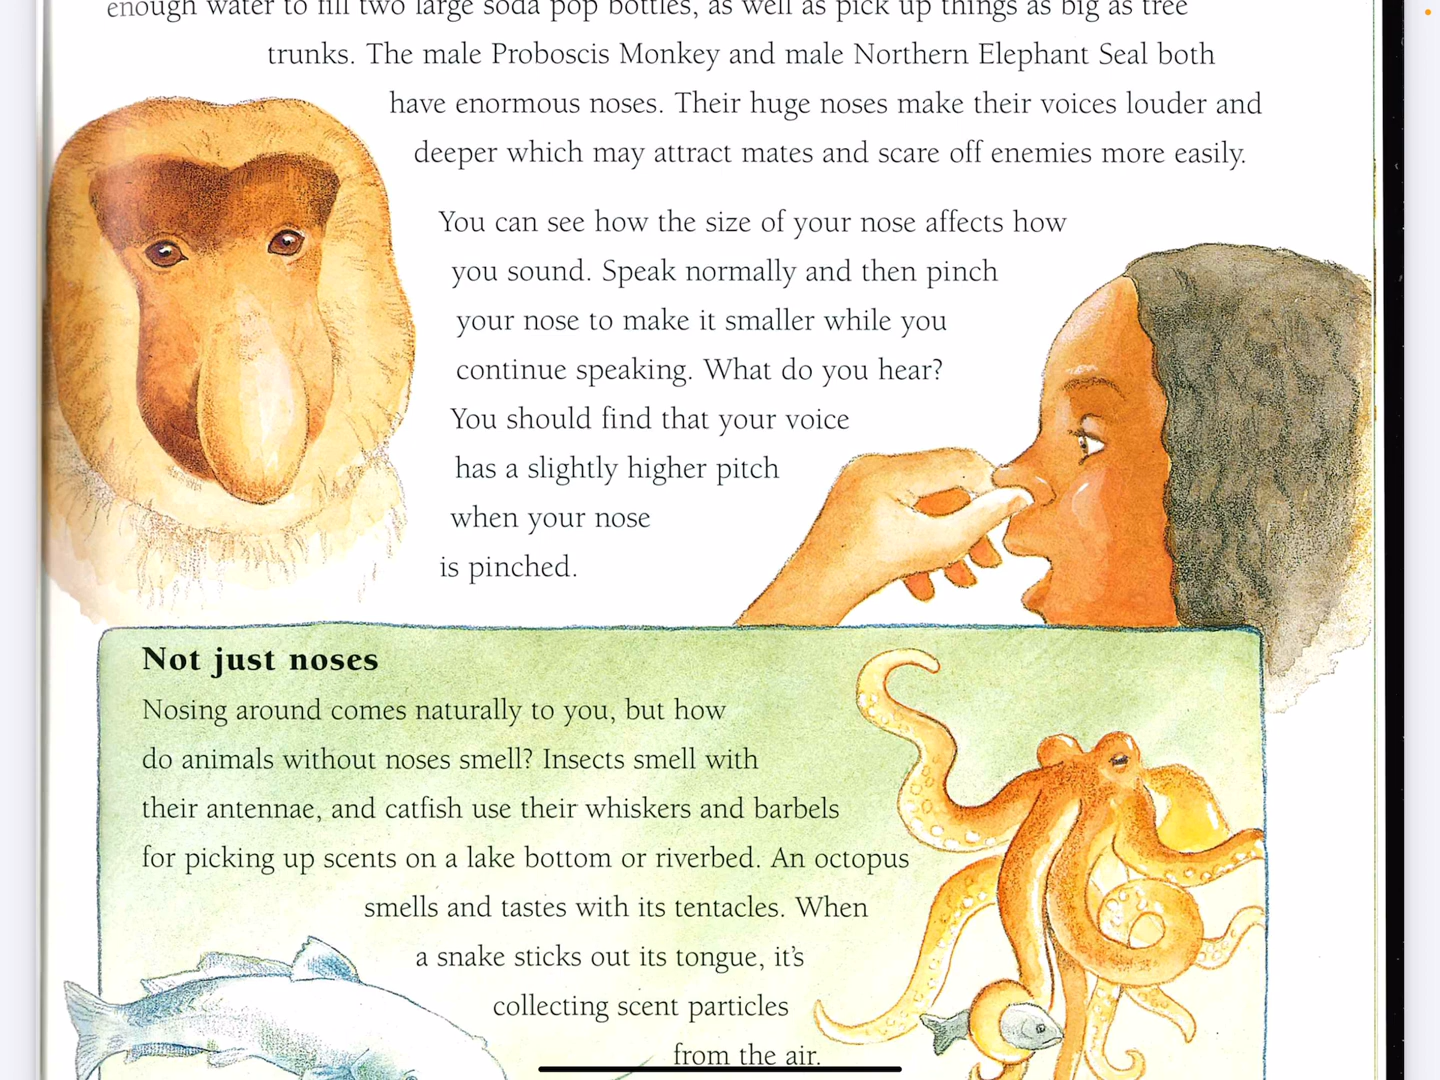 enough water to fill two large soda pop bottles, as well as pick up things as big as tree
trunks. The male Proboscis Monkey and male Northern Elephant Seal both
have enormous noses. Their huge noses make their voices louder and
deeper which may attract mates and scare off enemies more easily.
You can see how the size of your nose affects how
you sound. Speak normally and then pinch
your nose to make it smaller while you
continue speaking. What do you hear?
You should find that your voice
has a slightly higher pitch
when your nose
is pinched.
Not just noses
Nosing around comes naturally to you, but how
do animals without noses smell? Insects smell with
their antennae, and catfish use their whiskers and barbels
for picking up scents on a lake bottom or riverbed. An octopus
smells and tastes with its tentacles. When
a snake sticks out its tongue, it's
collecting scent particles
from the air.